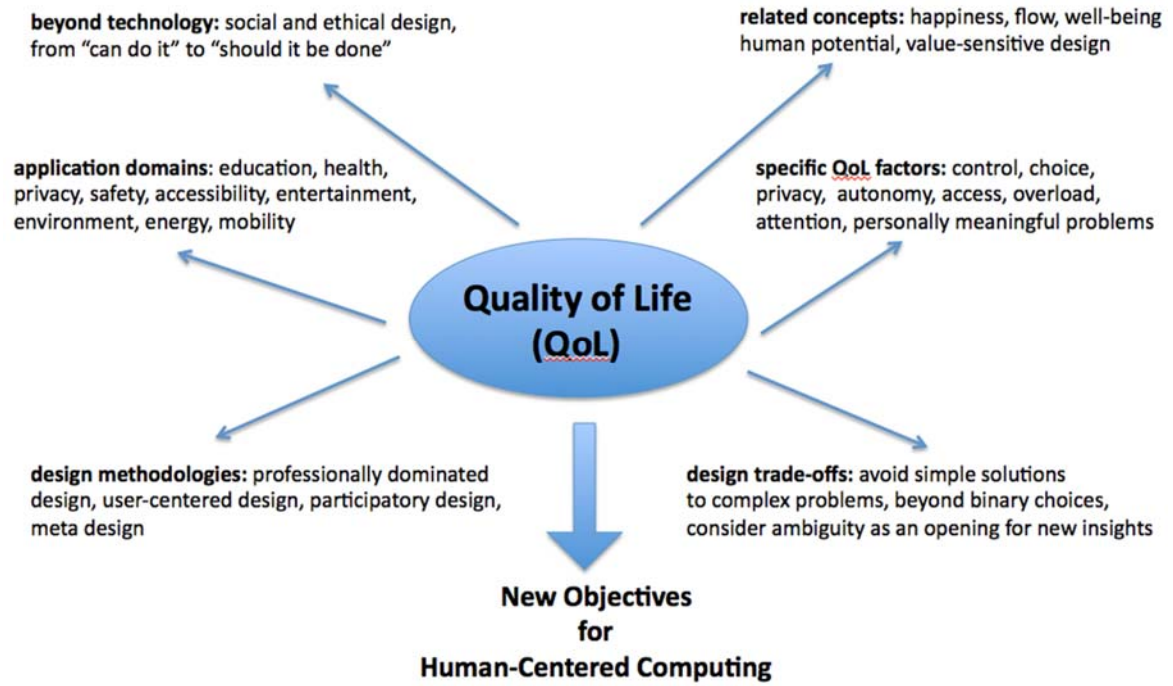 beyond technology: social and ethical design,
from “can do it” to “should it be done”
related concepts: happiness, flow, well-being
human potential, value-sensitive design
application domains: education, health,
privacy, safety, accessibility, entertainment,
environment, energy, mobility
specific QoL factors: control, choice,
privacy, autonomy, access, overload,
attention, personally meaningful problems
Quality of Life
(QoL)
design methodologies: professionally dominated
design, user-centered design, participatory design,
meta design
design trade-offs: avoid simple solutions
to complex problems, beyond binary choices,
consider ambiguity as an opening for new insights
New Objectives
for
Human-Centered Computing